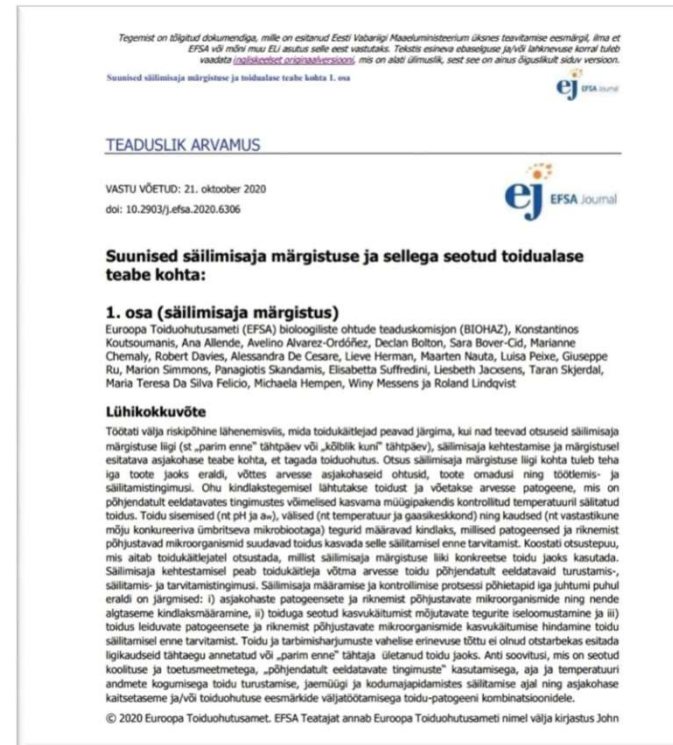 Tegemist on tõlgitud dokumendiga, mille on esitanud Eesti Vabariigi Maaeluministeerium üksnes teavitamise eesmärgil, ilma et
EFSA või mõni muu ELi asutus selle eest vastutaks. Tekstis esineva ebaselguse ja/või lahknevuse korral tuleb
vaadata ingliskeelset originaalversiooni, mis on alati ülimuslik, sest see on ainus õiguslikult siduv versioon.
Suunised säilimisaja märgistuse ja toidualase teabe kohta 1. osa
ej EFSA Journal
TEADUSLIK ARVAMUS
VASTU VÕETUD: 21. oktoober 2020
doi: 10.2903/j.efsa.2020.6306
ej EFSA Journal
Suunised säilimisaja märgistuse ja sellega seotud toidualase
teabe kohta:
1. osa (säilimisaja märgistus)
Euroopa Toiduohutusameti (EFSA) bioloogiliste ohtude teaduskomisjon (BIOHAZ), Konstantinos
Koutsoumanis, Ana Allende, Avelino Alvarez-Ordóñez, Declan Bolton, Sara Bover-Cid, Marianne
Chemaly, Robert Davies, Alessandra De Cesare, Lieve Herman, Maarten Nauta, Luisa Peixe, Giuseppe
Ru, Marion Simmons, Panagiotis Skandamis, Elisabetta Suffredini, Liesbeth Jacxsens, Taran Skjerdal,
Maria Teresa Da Silva Felicio, Michaela Hempen, Winy Messens ja Roland Lindqvist
Lühikokkuvõte
Töötati välja riskipõhine lähenemisviis, mida toidukäitlejad peavad järgima, kui nad teevad otsuseid säilimisaja
märgistuse liigi (st „parim enne" tähtpäev või „kõlblik kuni" tähtpäev), säilimisaja kehtestamise ja märgistusel
esitatava asjakohase teabe kohta, et tagada toiduohutus. Otsus säilimisaja märgistuse liigi kohta tuleb teha
iga toote jaoks eraldi, võttes arvesse asjakohaseid ohtusid, toote omadusi ning töötlemis- ja
säilitamistingimusi. Ohu kindlakstegemisel lähtutakse toidust ja võetakse arvesse patogeene, mis on
põhjendatult eeldatavates tingimustes võimelised kasvama müügipakendis kontrollitud temperatuuril säilitatud
toidus. Toidu sisemised (nt pH ja aw), välised (nt temperatuur ja gaasikeskkond) ning kaudsed (nt vastastikune
mõju konkureeriva ümbritseva mikrobiootaga) tegurid määravad kindlaks, millised patogeensed ja riknemist
põhjustavad mikroorganismid suudavad toidus kasvada selle säilitamisel enne tarvitamist. Koostati otsustepuu,
mis aitab toidukäitlejatel otsustada, millist säilimisaja märgistuse liiki konkreetse toidu jaoks kasutada.
Säilimisaja kehtestamisel peab toidukäitleja võtma arvesse toidu põhjendatult eeldatavaid turustamis-,
säilitamis- ja tarvitamistingimusi. Säilimisaja määramise ja kontrollimise protsessi põhietapid iga juhtumi puhul
eraldi on järgmised: i) asjakohaste patogeensete ja riknemist põhjustavate mikroorganismide ning nende
algtaseme kindlaksmääramine, ii) toiduga seotud kasvukäitumist mõjutavate tegurite iseloomustamine ja iii)
toidus leiduvate patogeensete ja riknemist põhjustavate mikroorganismide kasvukäitumise hindamine toidu
säilitamisel enne tarvitamist. Toidu ja tarbimisharjumuste vahelise erinevuse tõttu ei olnud otstarbekas esitada
ligikaudseid tähtaegu annetatud või „parim enne" tähtaja ületanud toidu jaoks. Anti soovitusi, mis on seotud
koolituse ja toetusmeetmetega, „põhjendatult eeldatavate tingimuste" kasutamisega, aja ja temperatuuri
andmete kogumisega toidu turustamise, jaemüügi ja kodumajapidamistes säilitamise ajal ning asjakohase
kaitsetaseme ja/või toiduohutuse eesmärkide väljatöötamisega toidu-patogeeni kombinatsioonidele.
© 2020 Euroopa Toiduohutusamet. EFSA Teatajat annab Euroopa Toiduohutusameti nimel välja kirjastus John